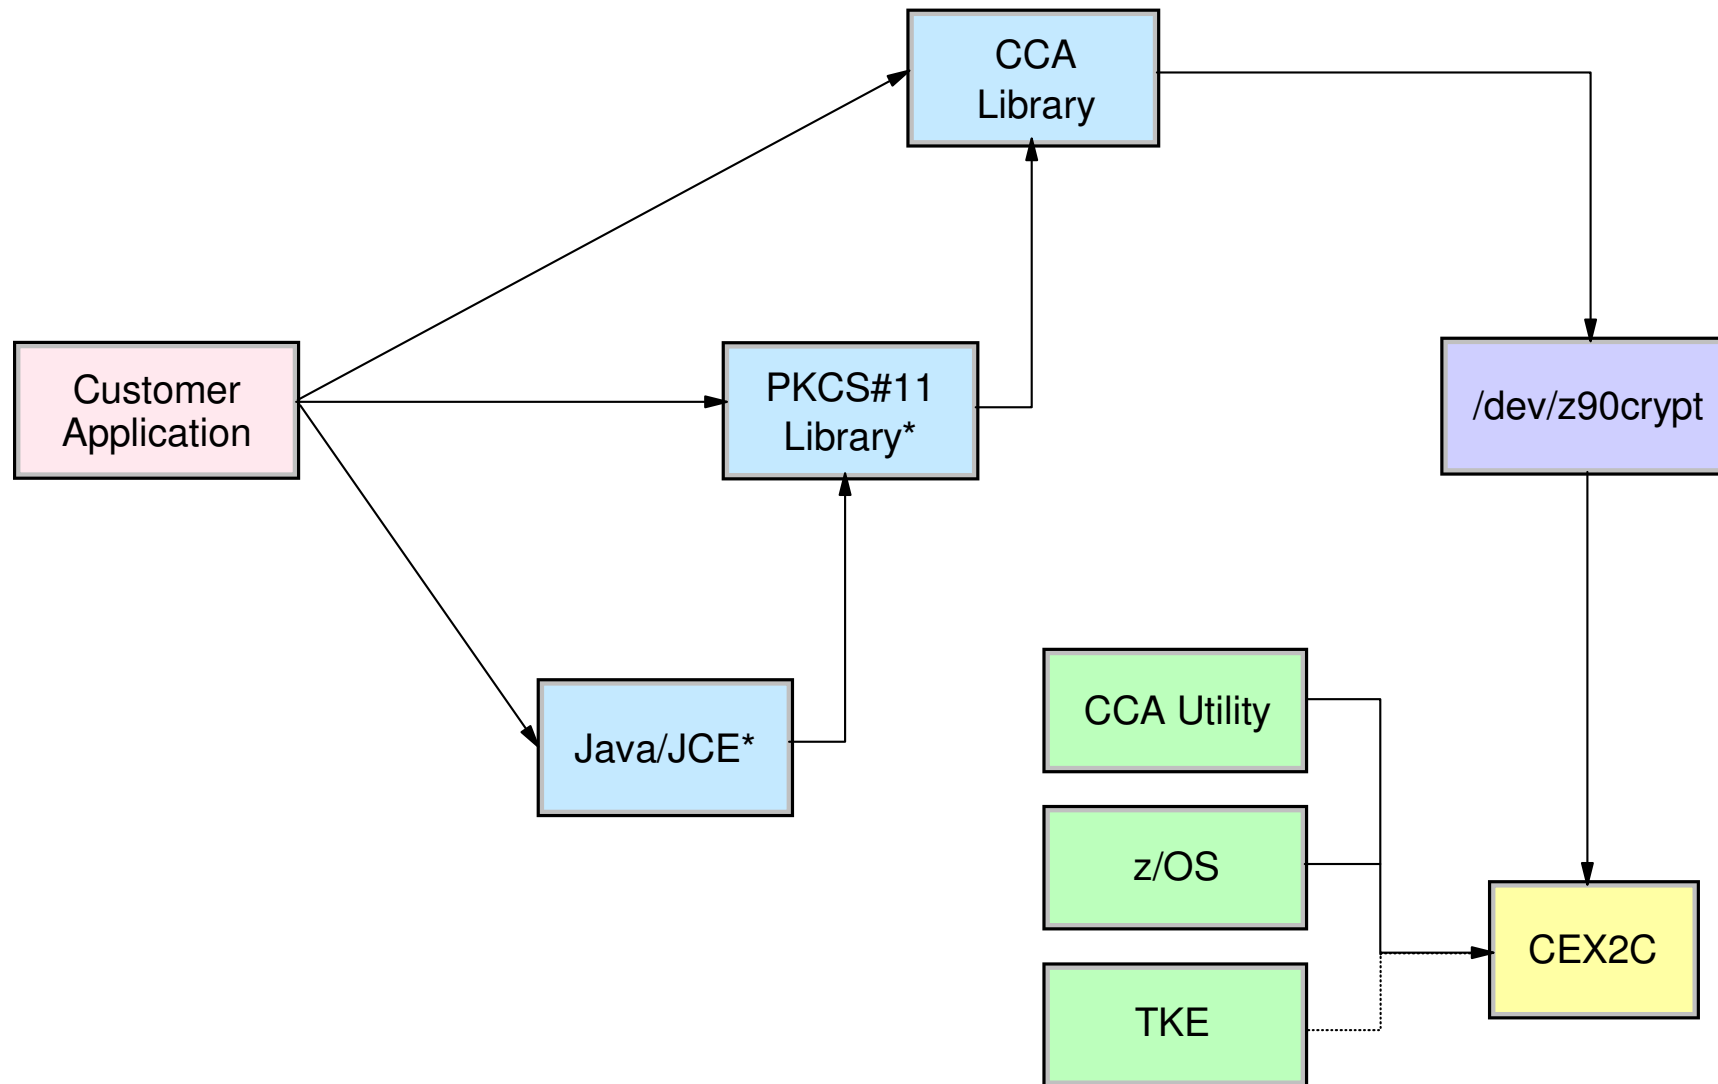 CCA
Library
Customer
Application
PKCS#11
Library*
/dev/z90crypt
Java/JCE*
CCA Utility
z/OS
CEX2C
TKE